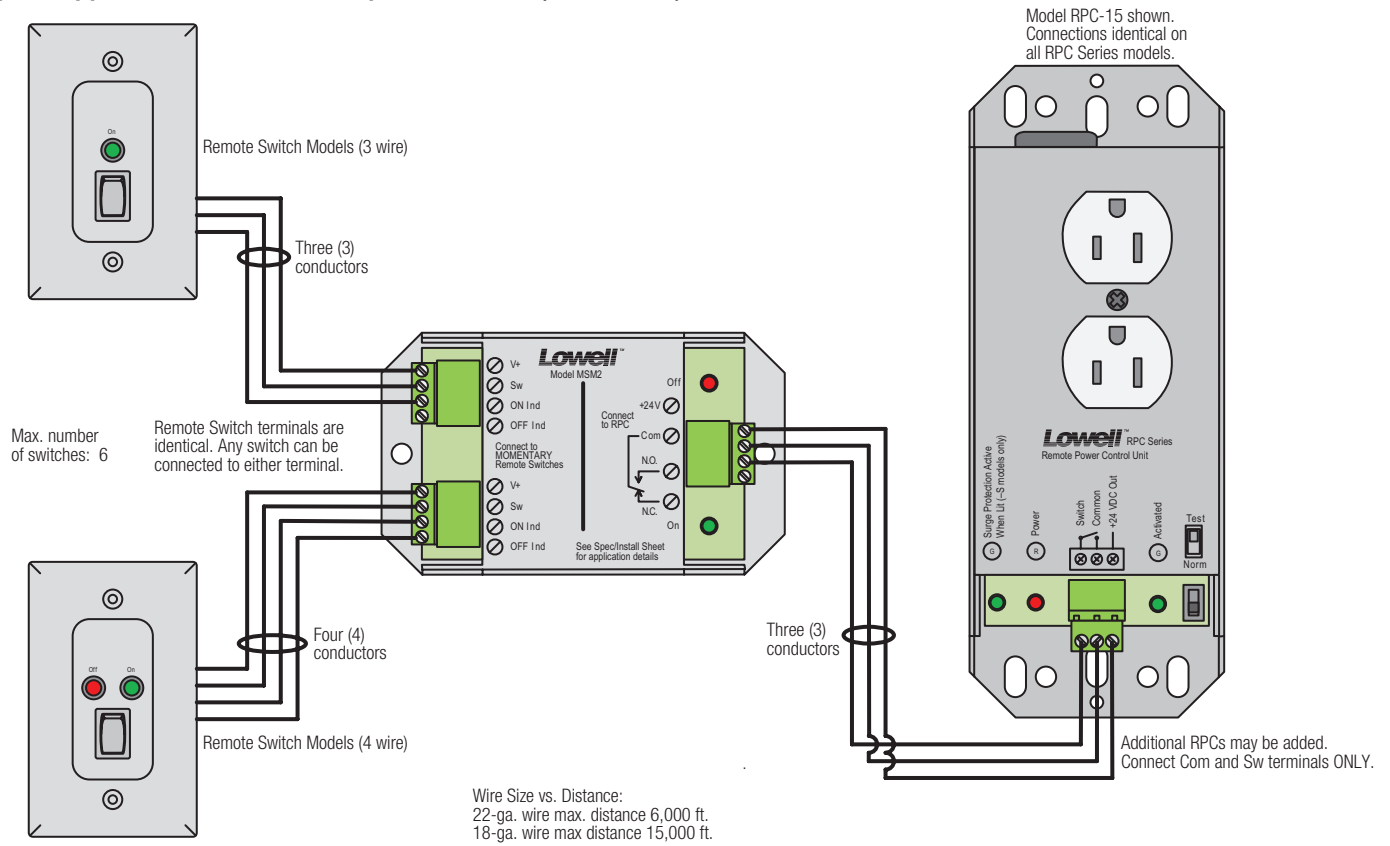 Model RPC-15 shown.
Connections identical on
all RPC Series models.
On
Remote Switch Models (3 wire)
Three (3)
conductors
Max. number
of switches: 6
Remote Switch terminals are
identical. Any switch can be
connected to either terminal.
V+
Sw
ON Ind
OFF Ind
Connect to
MOMENTARY
Remote Switches
V+
Sw
ON Ind
OFF Ind
Lowell™
Model MSM2
Off
+24V
Connect
to RPC
Com
N.O.
N.C.
On
See Spec/Install Sheet
for application details
Lowell™ RPC Series
Remote Power Control Unit
Surge Protection Active
When Lit (–S models only)
G
Power
R
Switch
Common
+24 VDC Out
Activated
G
Test
Norm
Four (4)
conductors
Off
On
Remote Switch Models (4 wire)
Three (3)
conductors
Additional RPCs may be added.
Connect Com and Sw terminals ONLY.
Wire Size vs. Distance:
22-ga. wire max. distance 6,000 ft.
18-ga. wire max distance 15,000 ft.